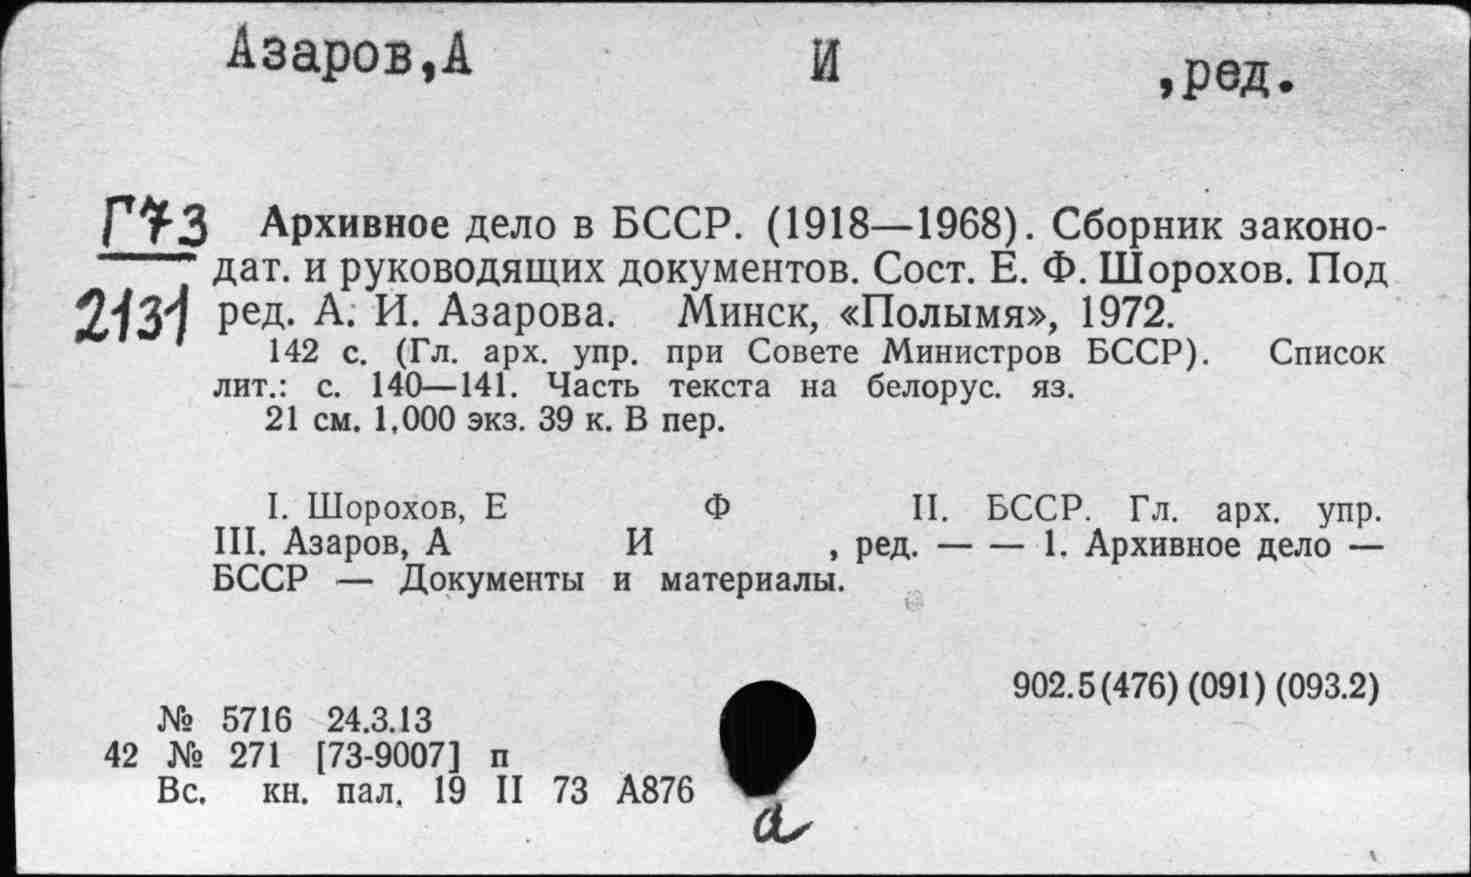 Азаров,А И ,ред.
Г73 Архивное дело в БССР. (1918—1968). Сборник законо-
дат. и руководящих документов. Сост. Е. Ф. Шорохов. Под
2131 ред. А. И. Азарова. Минск, «Полымя», 1972.
142 с. (Гл. арх. упр. при Совете Министров БССР). Список
лит.: с. 140—141. Часть текста на белорус. яз.
21 см. 1.000 экз. 39 к. В пер.
I. Шорохов, Е Ф II. БССР. Гл. арх. упр.
III. Азаров, А И , ред. — — 1. Архивное дело —
БССР — Документы и материалы.
902.5(476) (091) (093.2)
№ 5716 24.3.13
42 № 271 [73-9007] п
Вс. кн. пал. 19 II 73 А876
а